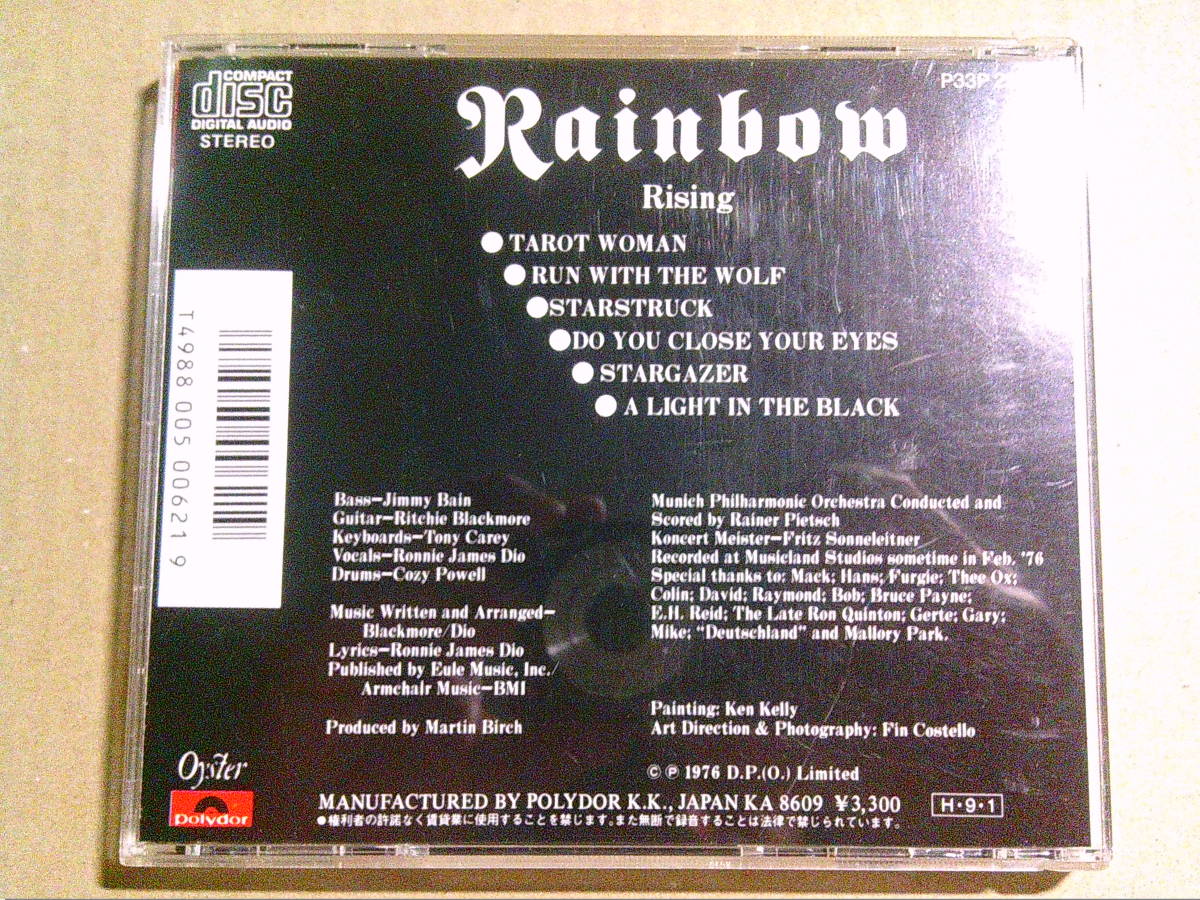 COMPACT
disc
DIGITAL AUDIO
STEREO
P33P
Rainbow
Rising
● TAROT WOMAN
● RUN WITH THE WOLF
●STARSTRUCK
●DO YOU CLOSE YOUR EYES
● STARGAZER
● A LIGHT IN THE BLACK
T4988 005 00621 9
Bass—Jimmy Bain
Guitar—Ritchie Blackmore
Keyboards—Tony Carey
Vocals—Ronnie James Dio
Drums—Cozy Powell
Music Written and Arranged—
Blackmore/Dio
Lyrics—Ronnie James Dio
Published by Eule Music, Inc./
Armchair Music—BMI
Produced by Martin Birch
Munich Philharmonic Orchestra Conducted and
Scored by Rainer Pietsch
Koncert Meister—Fritz Sonneleitner
Recorded at Musicland Studios sometime in Feb. '76
Special thanks to: Mack; Hans; Furgie; Thee Ox;
Colin; David; Raymond; Bob; Bruce Payne;
E.H. Reid; The Late Ron Quinton; Gerte; Gary;
Mike; "Deutschland" and Mallory Park.
Painting: Ken Kelly
Art Direction & Photography: Fin Costello
© ℗ 1976 D.P.(O.) Limited
Oyster
polydor
MANUFACTURED BY POLYDOR K.K., JAPAN KA 8609 ¥3,300
H・9・1
●権利者の許諾なく賃貸業に使用することを禁じます。また無断で録音することは法律で禁じられています。